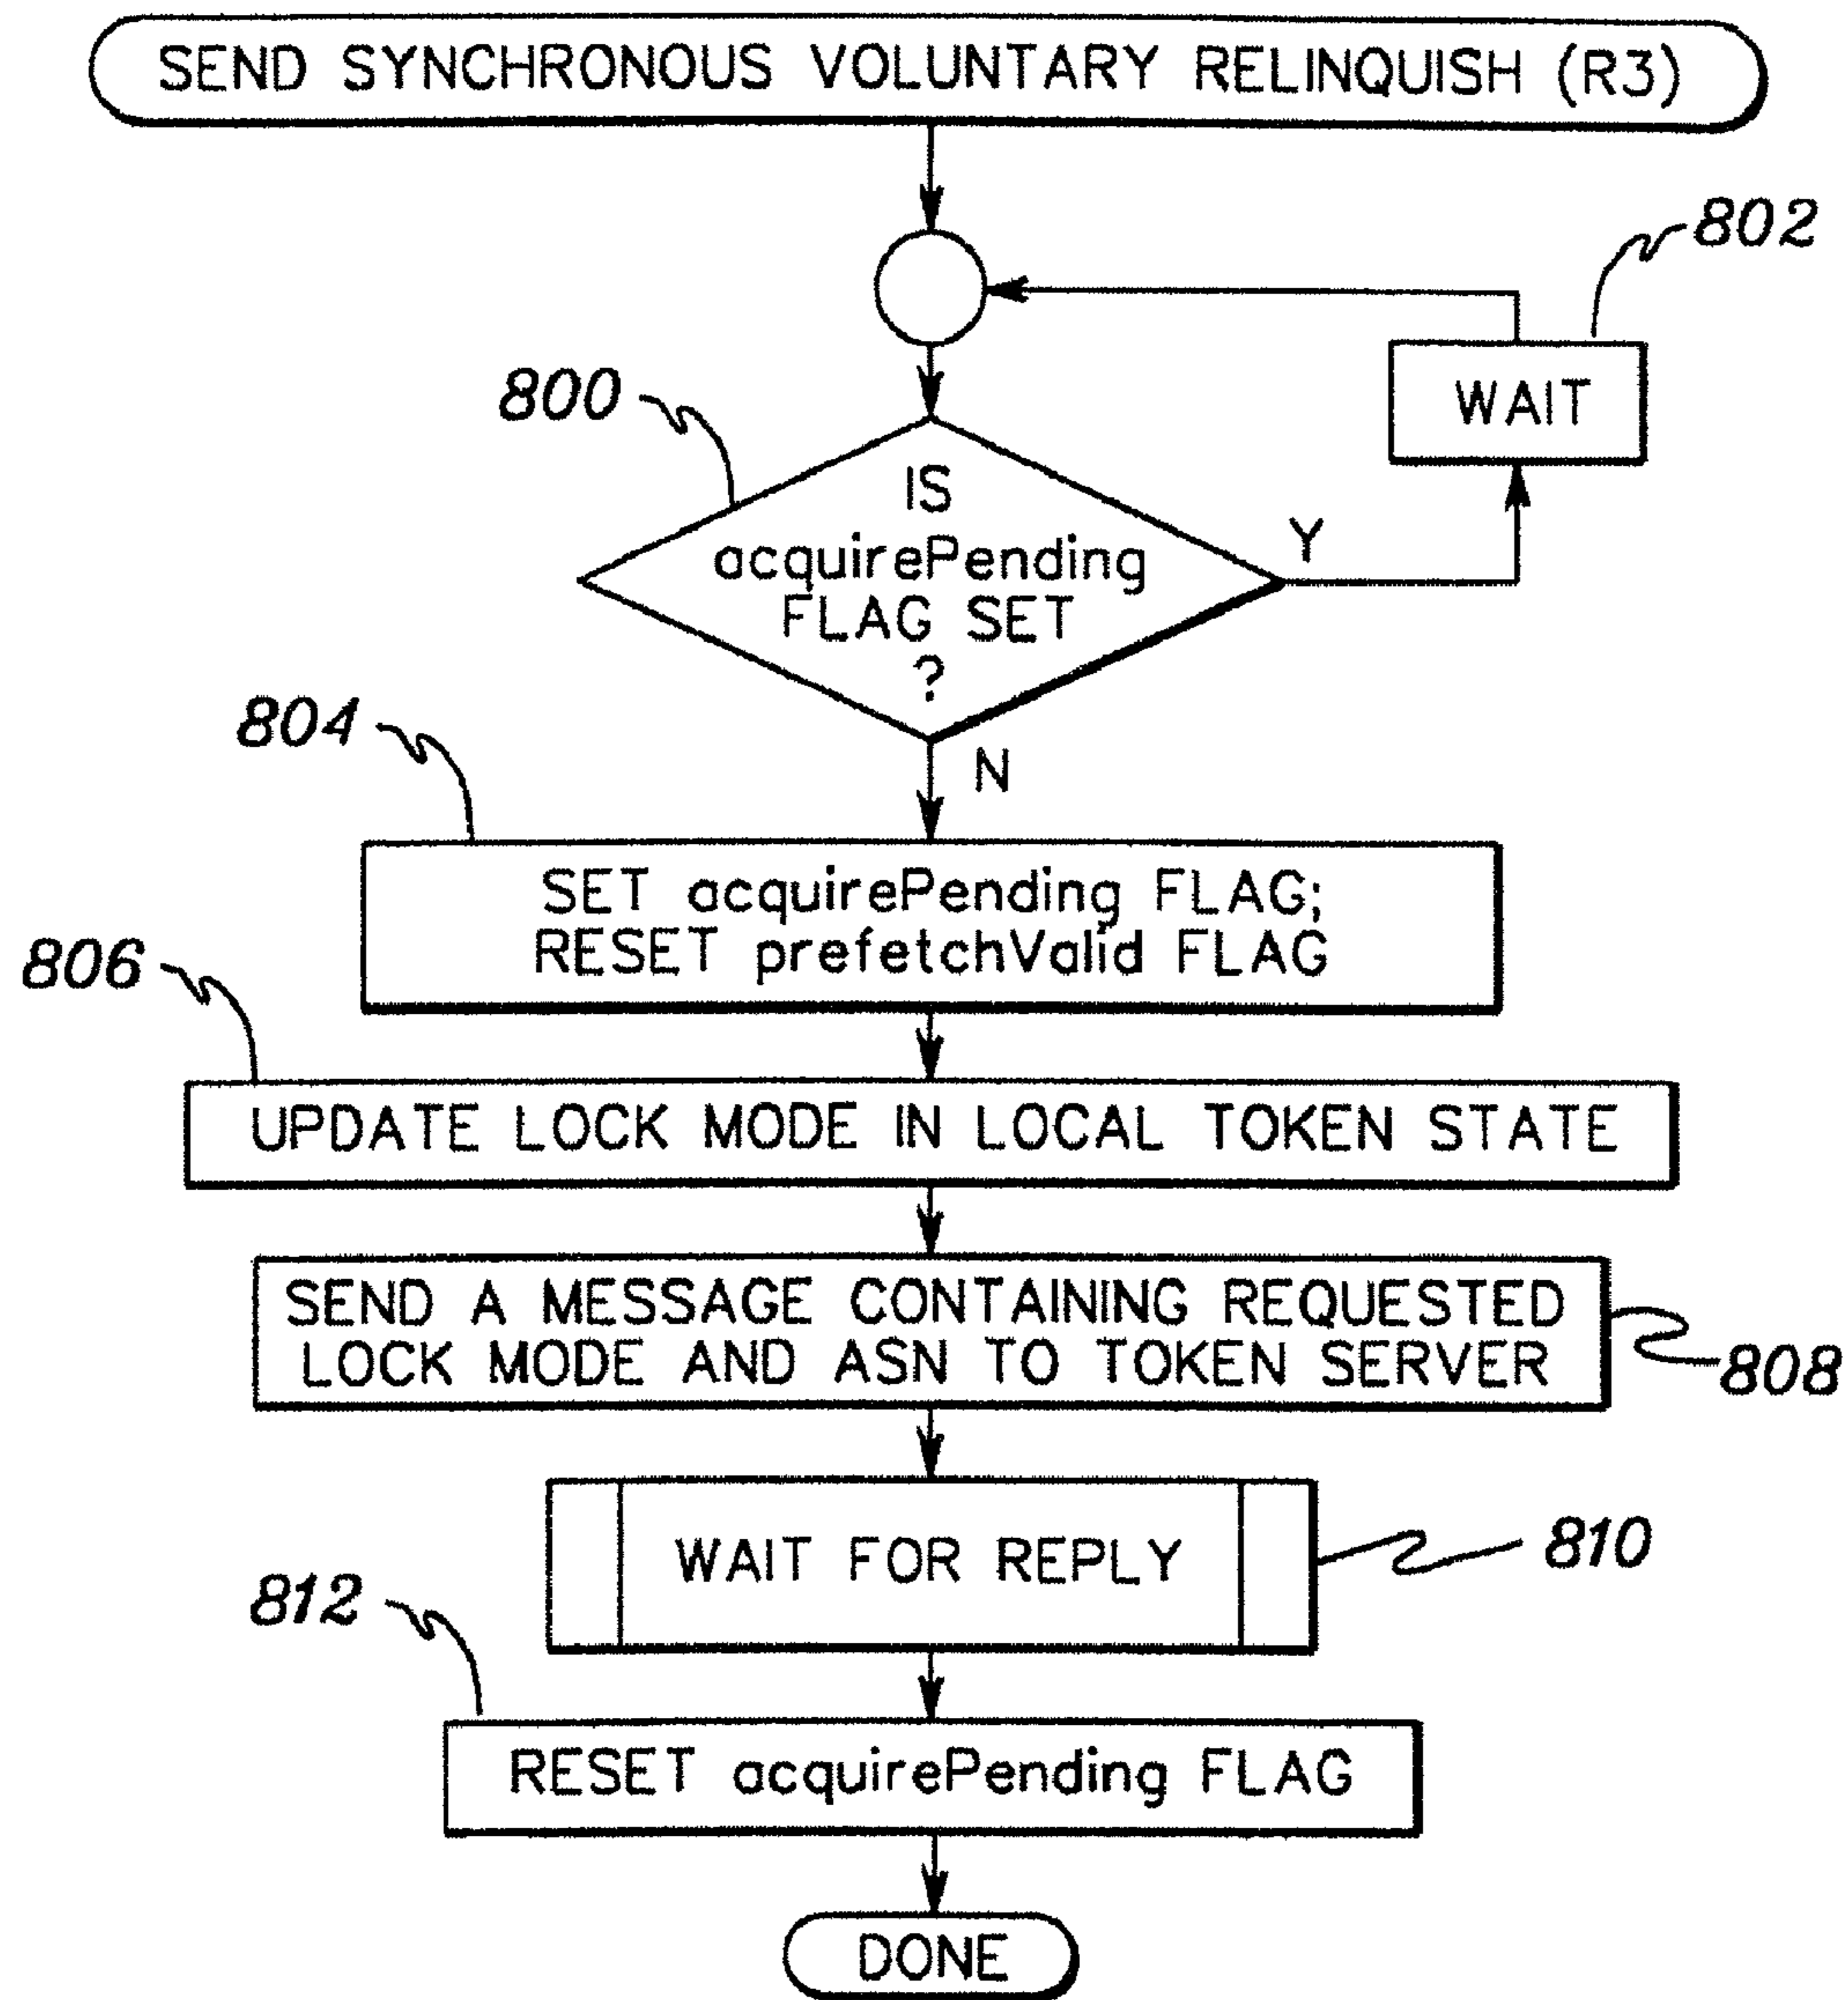 SEND SYNCHRONOUS VOLUNTARY RELINQUISH (R3)
802
WAIT
800
IS
acquirePending
FLAG SET
?
Y
N
804
SET acquirePending FLAG;
RESET prefetchValid FLAG
806
UPDATE LOCK MODE IN LOCAL TOKEN STATE
SEND A MESSAGE CONTAINING REQUESTED
LOCK MODE AND ASN TO TOKEN SERVER
808
WAIT FOR REPLY
810
812
RESET acquirePending FLAG
DONE